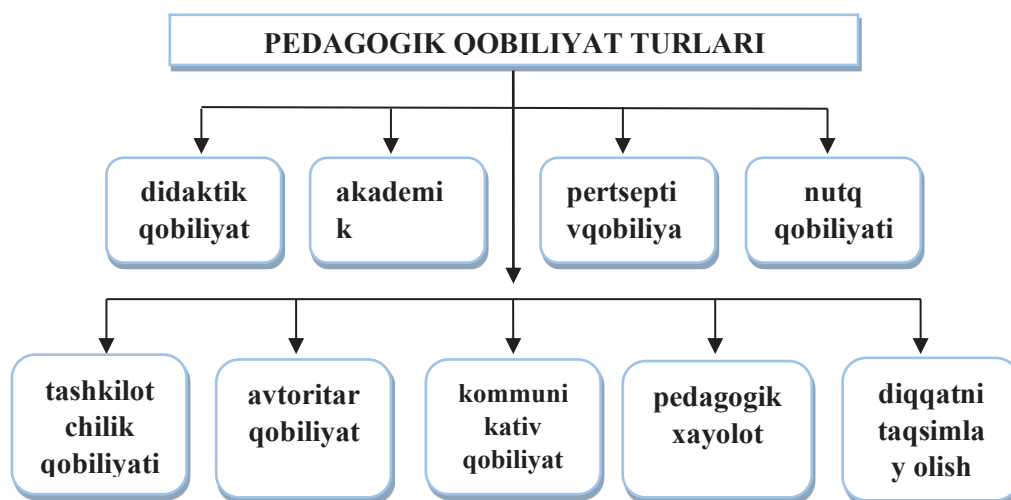 PEDAGOGIK QOBILIYAT TURLARI
didaktik
qobiliyat
akademi
k
pertsepti
vqobiliya
nutq
qobiliyati
tashkilot
chilik
qobiliyati
avtoritar
qobiliyat
kommuni
kativ
qobiliyat
pedagogik
xayolot
diqqatni
taqsimla
y olish